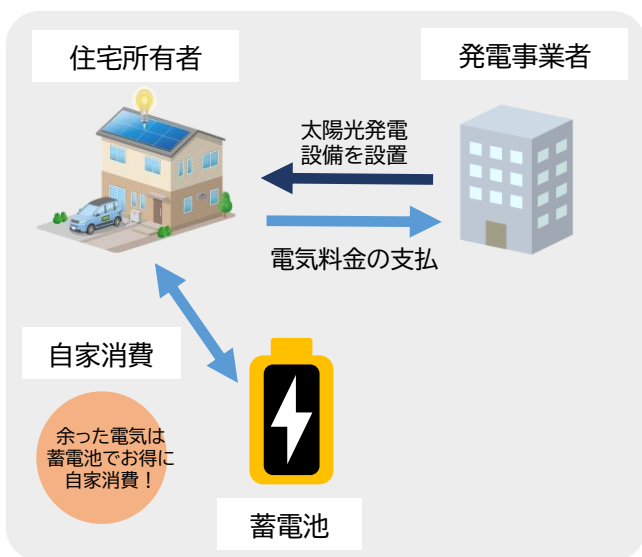 住宅所有者
発電事業者
太陽光発電
設備を設置
電気料金の支払
自家消費
余った電気は
蓄電池でお得に
自家消費！
蓄電池